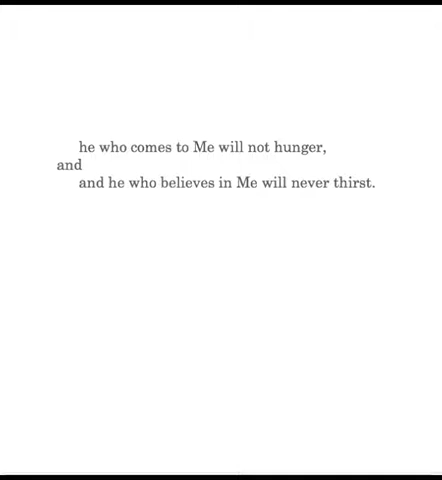 he who comes to Me will not hunger,
and
and he who believes in Me will never thirst.